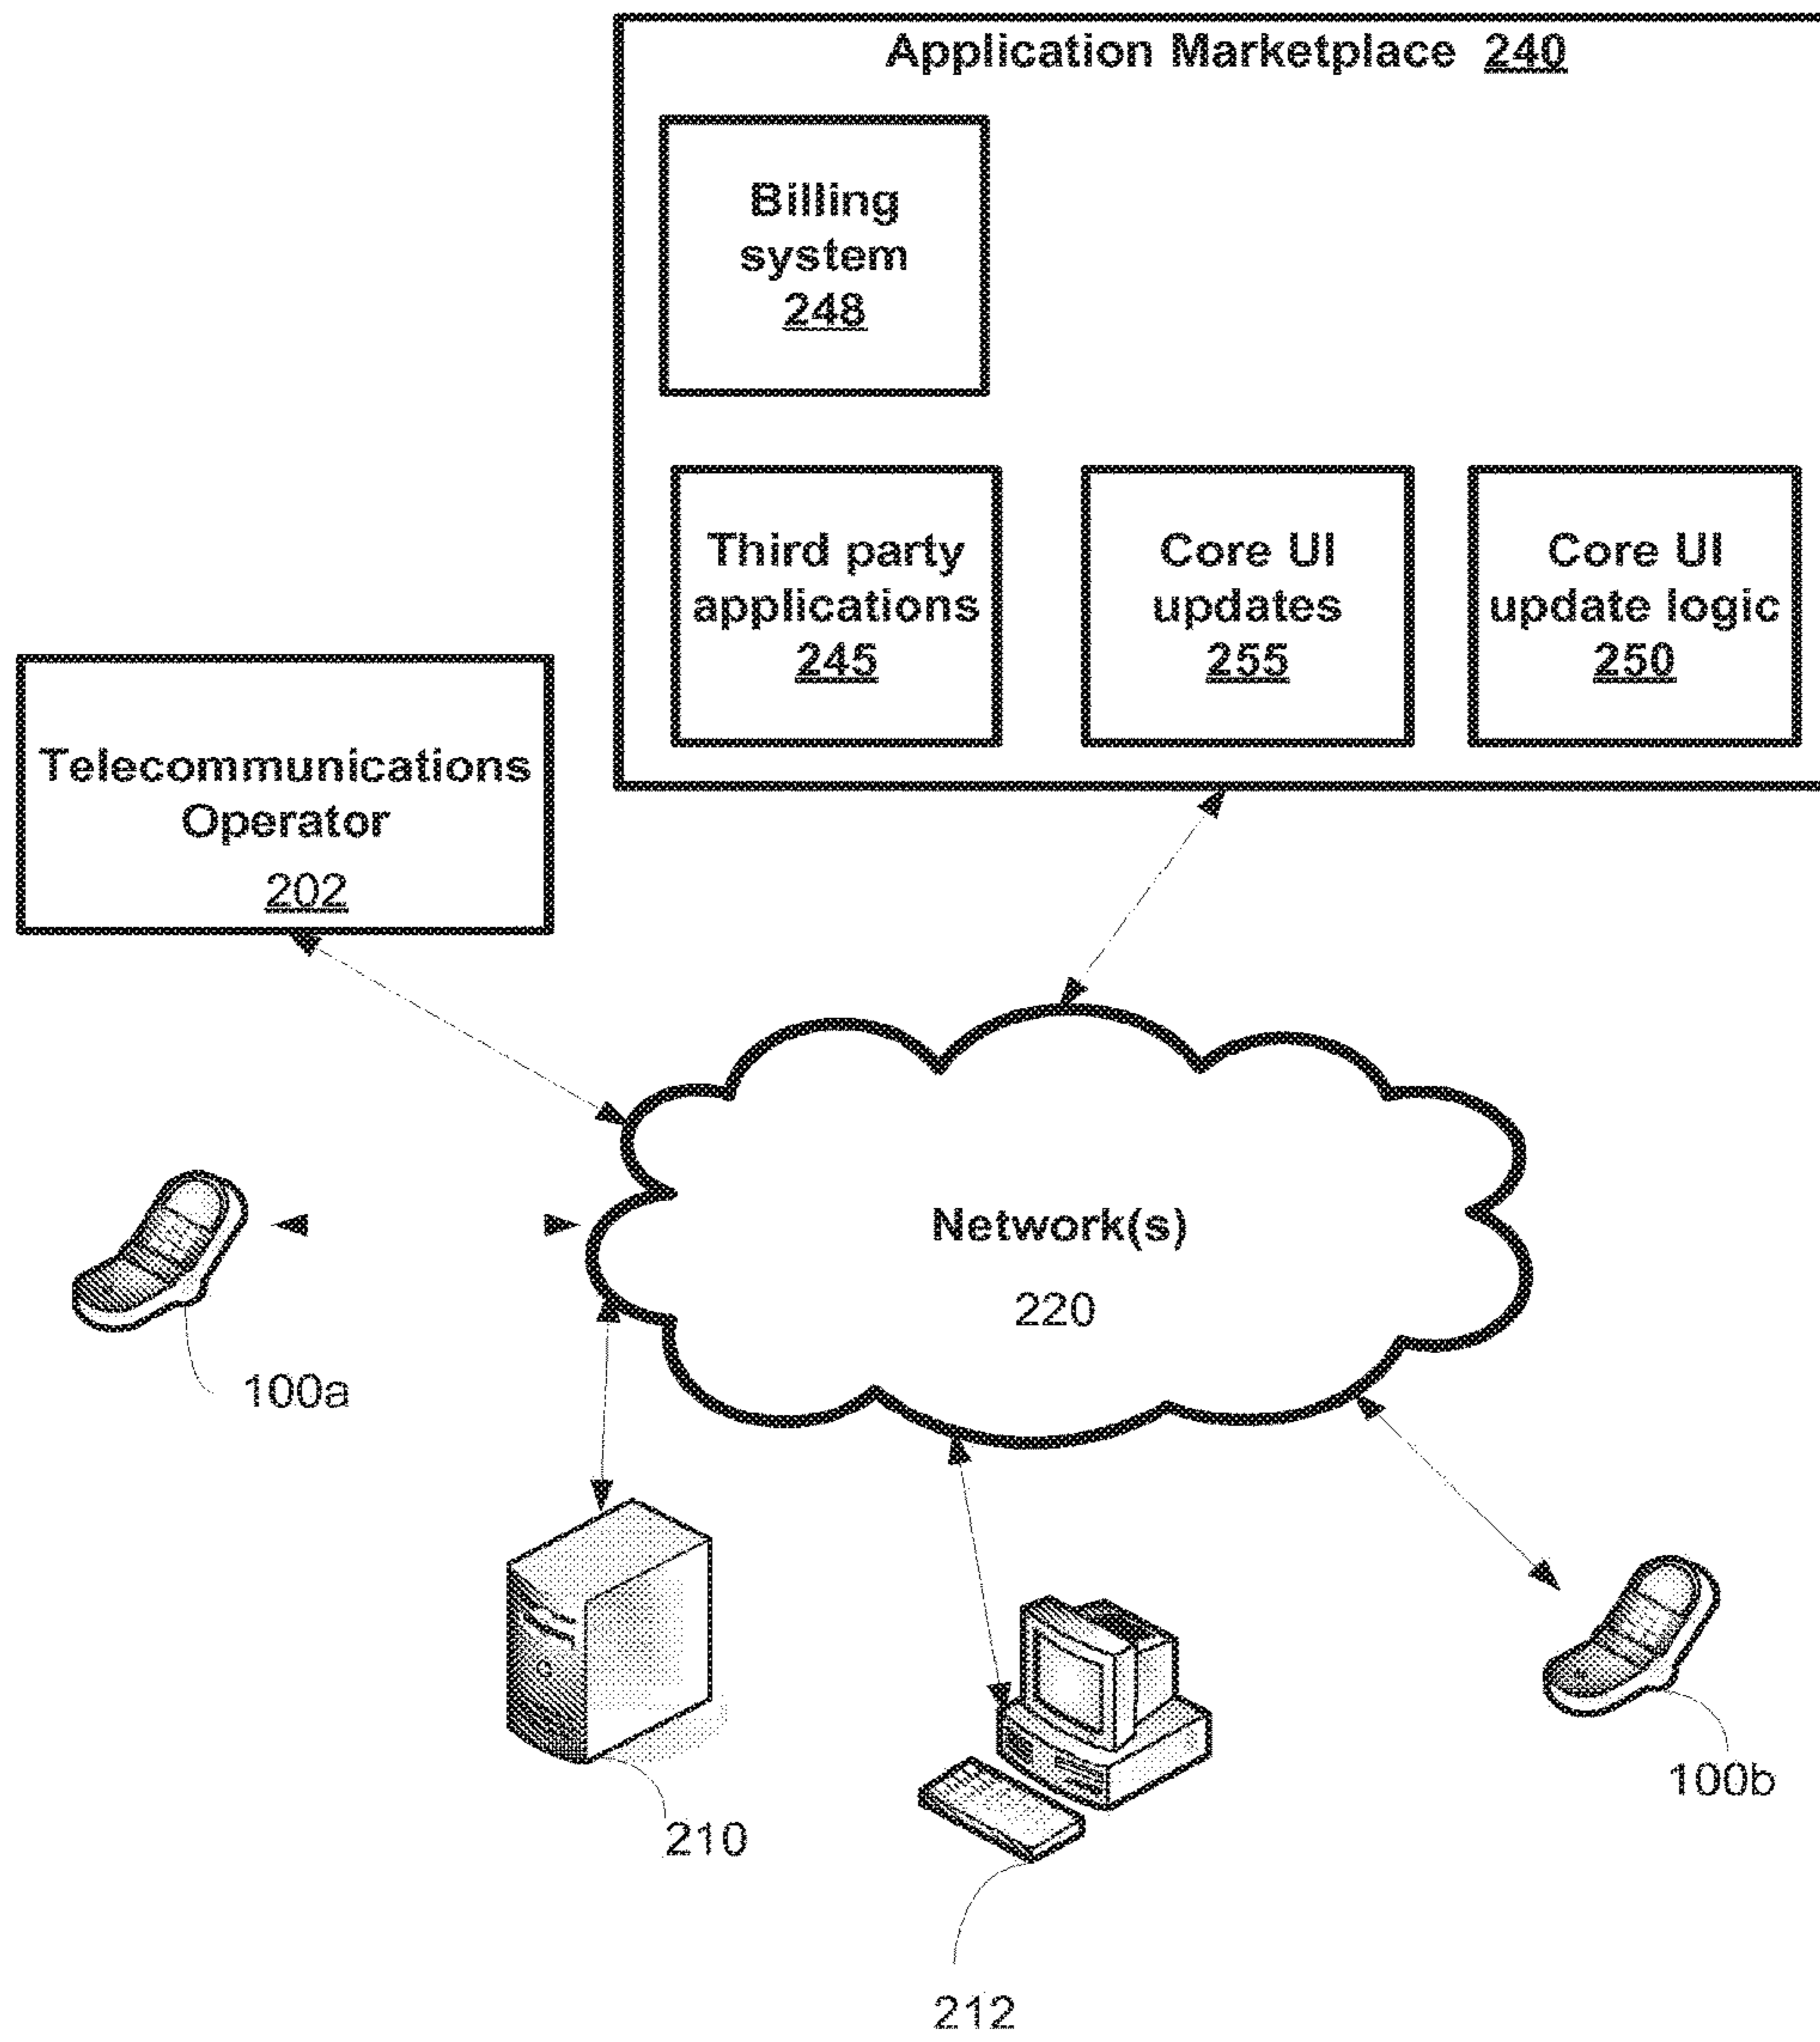 Application Marketplace 240
Billing
system
248
Third party
applications
245
Core UI
updates
255
Core UI
update logic
250
Telecommunications
Operator
202
Network(s)
220
100a
210
212
100b